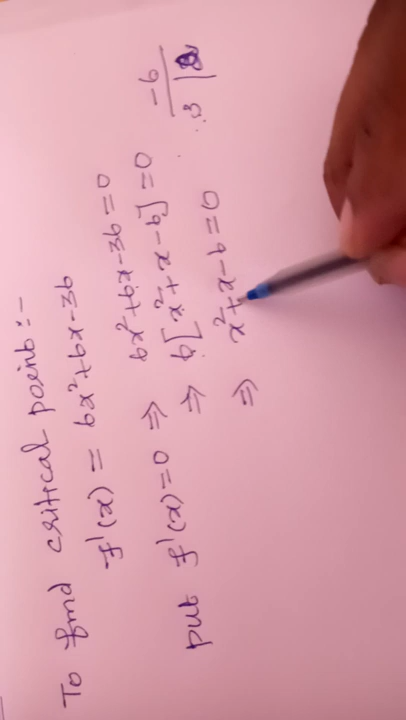 To find critical points:-
f'(x) = 6x²+6x-36
put f'(x)=0 ⇒ 6x²+6x-36=0
⇒ 6[x²+x-6]=0
⇒ x²+x-6=0
-6
3